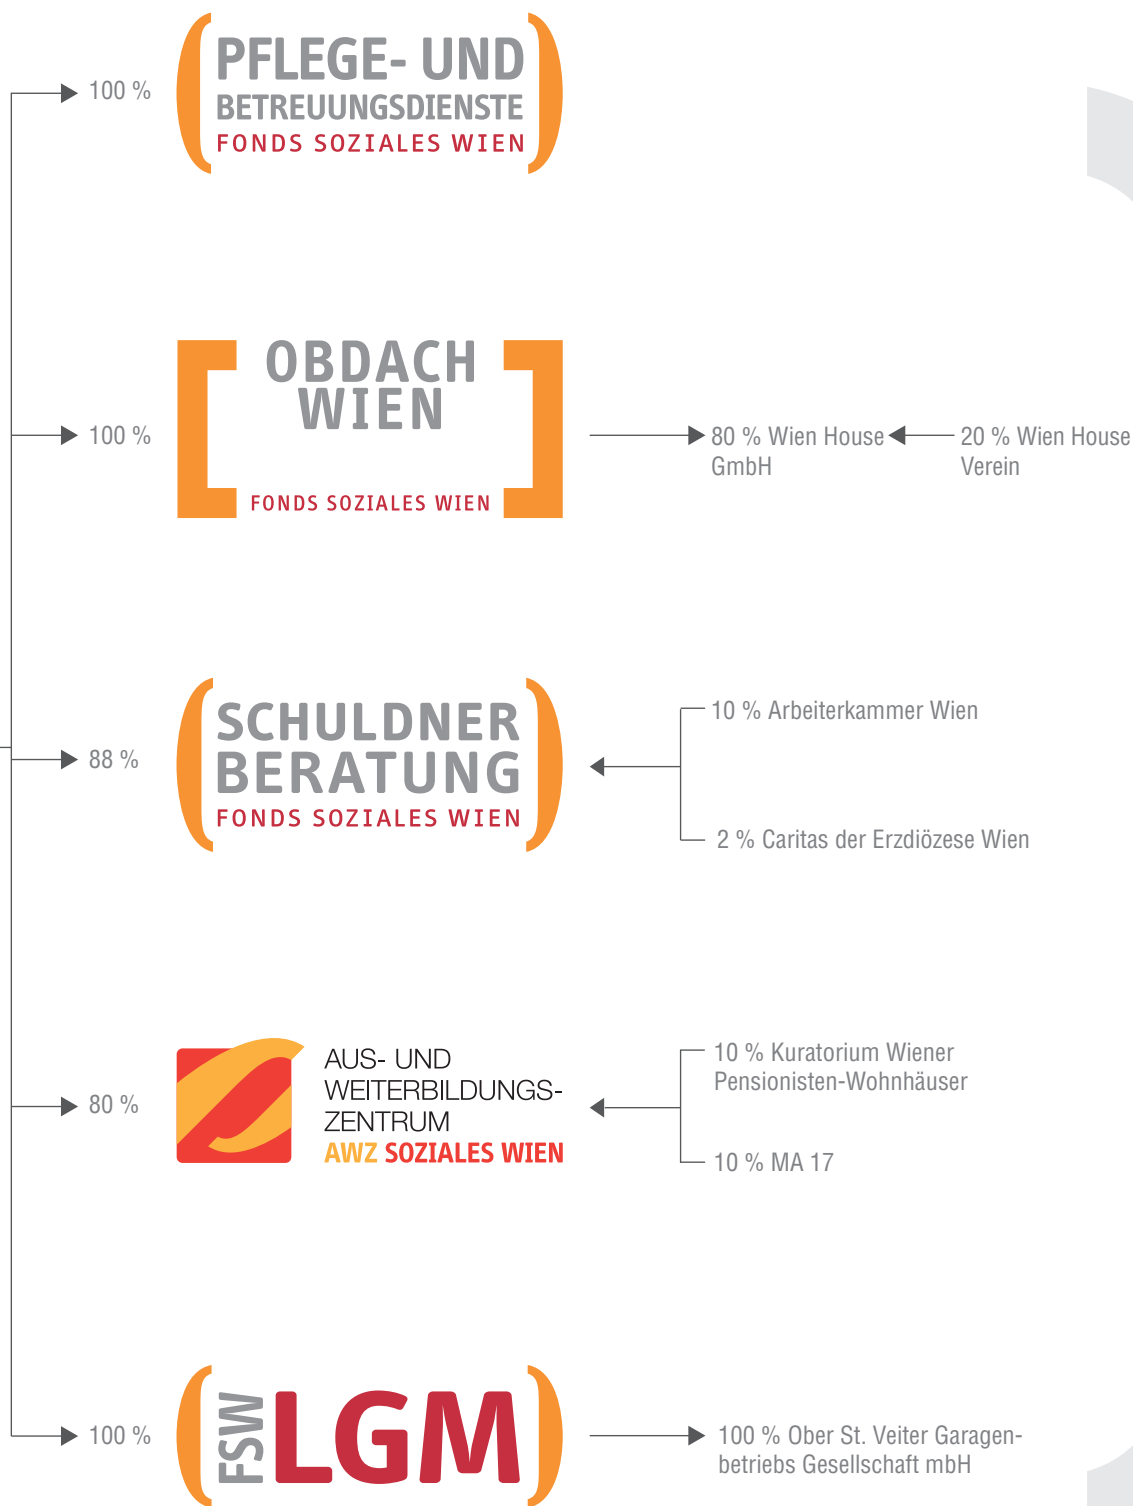 100 %
PFLEGE- UND
BETREUUNGSDIENSTE
FONDS SOZIALES WIEN
100 %
OBDACH
WIEN
FONDS SOZIALES WIEN
80 % Wien House
GmbH
20 % Wien House
Verein
88 %
SCHULDNER
BERATUNG
FONDS SOZIALES WIEN
10 % Arbeiterkammer Wien
2 % Caritas der Erzdiözese Wien
80 %
AUS- UND
WEITERBILDUNGS-
ZENTRUM
AWZ SOZIALES WIEN
10 % Kuratorium Wiener
Pensionisten-Wohnhäuser
10 % MA 17
100 %
FSW LGM
100 % Ober St. Veiter Garagen-
betriebs Gesellschaft mbH